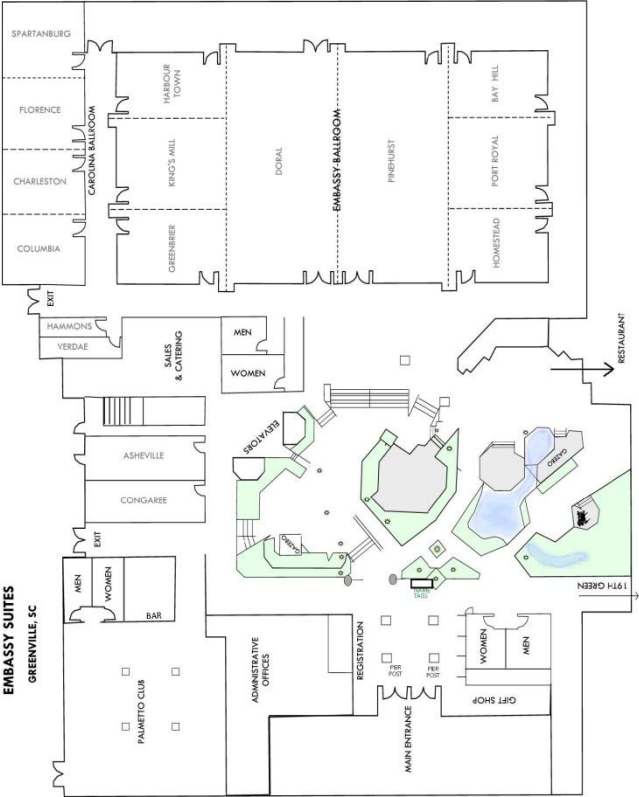 SPARTANBURG
FLORENCE
CHARLESTON
COLUMBIA
CAROLINA BALLROOM
HARBOUR
TOWN
KING'S MILL
GREENBRIER
DORAL
EMBASSY BALLROOM
PINEHURST
BAY HILL
PORT ROYAL
HOMESTEAD
EXIT
HAMMONS
VERDAE
SALES
& CATERING
MEN
WOMEN
RESTAURANT
ELEVATORS
ASHEVILLE
CONGAREE
GAZEBO
GAZEBO
EXIT
MEN
WOMEN
BAR
NAME
TAGS
19TH GREEN
EMBASSY SUITES
GREENVILLE, SC
PALMETTO CLUB
ADMINISTRATIVE
OFFICES
REGISTRATION
PIER
POST
PIER
POST
WOMEN
MEN
GIFT SHOP
MAIN ENTRANCE